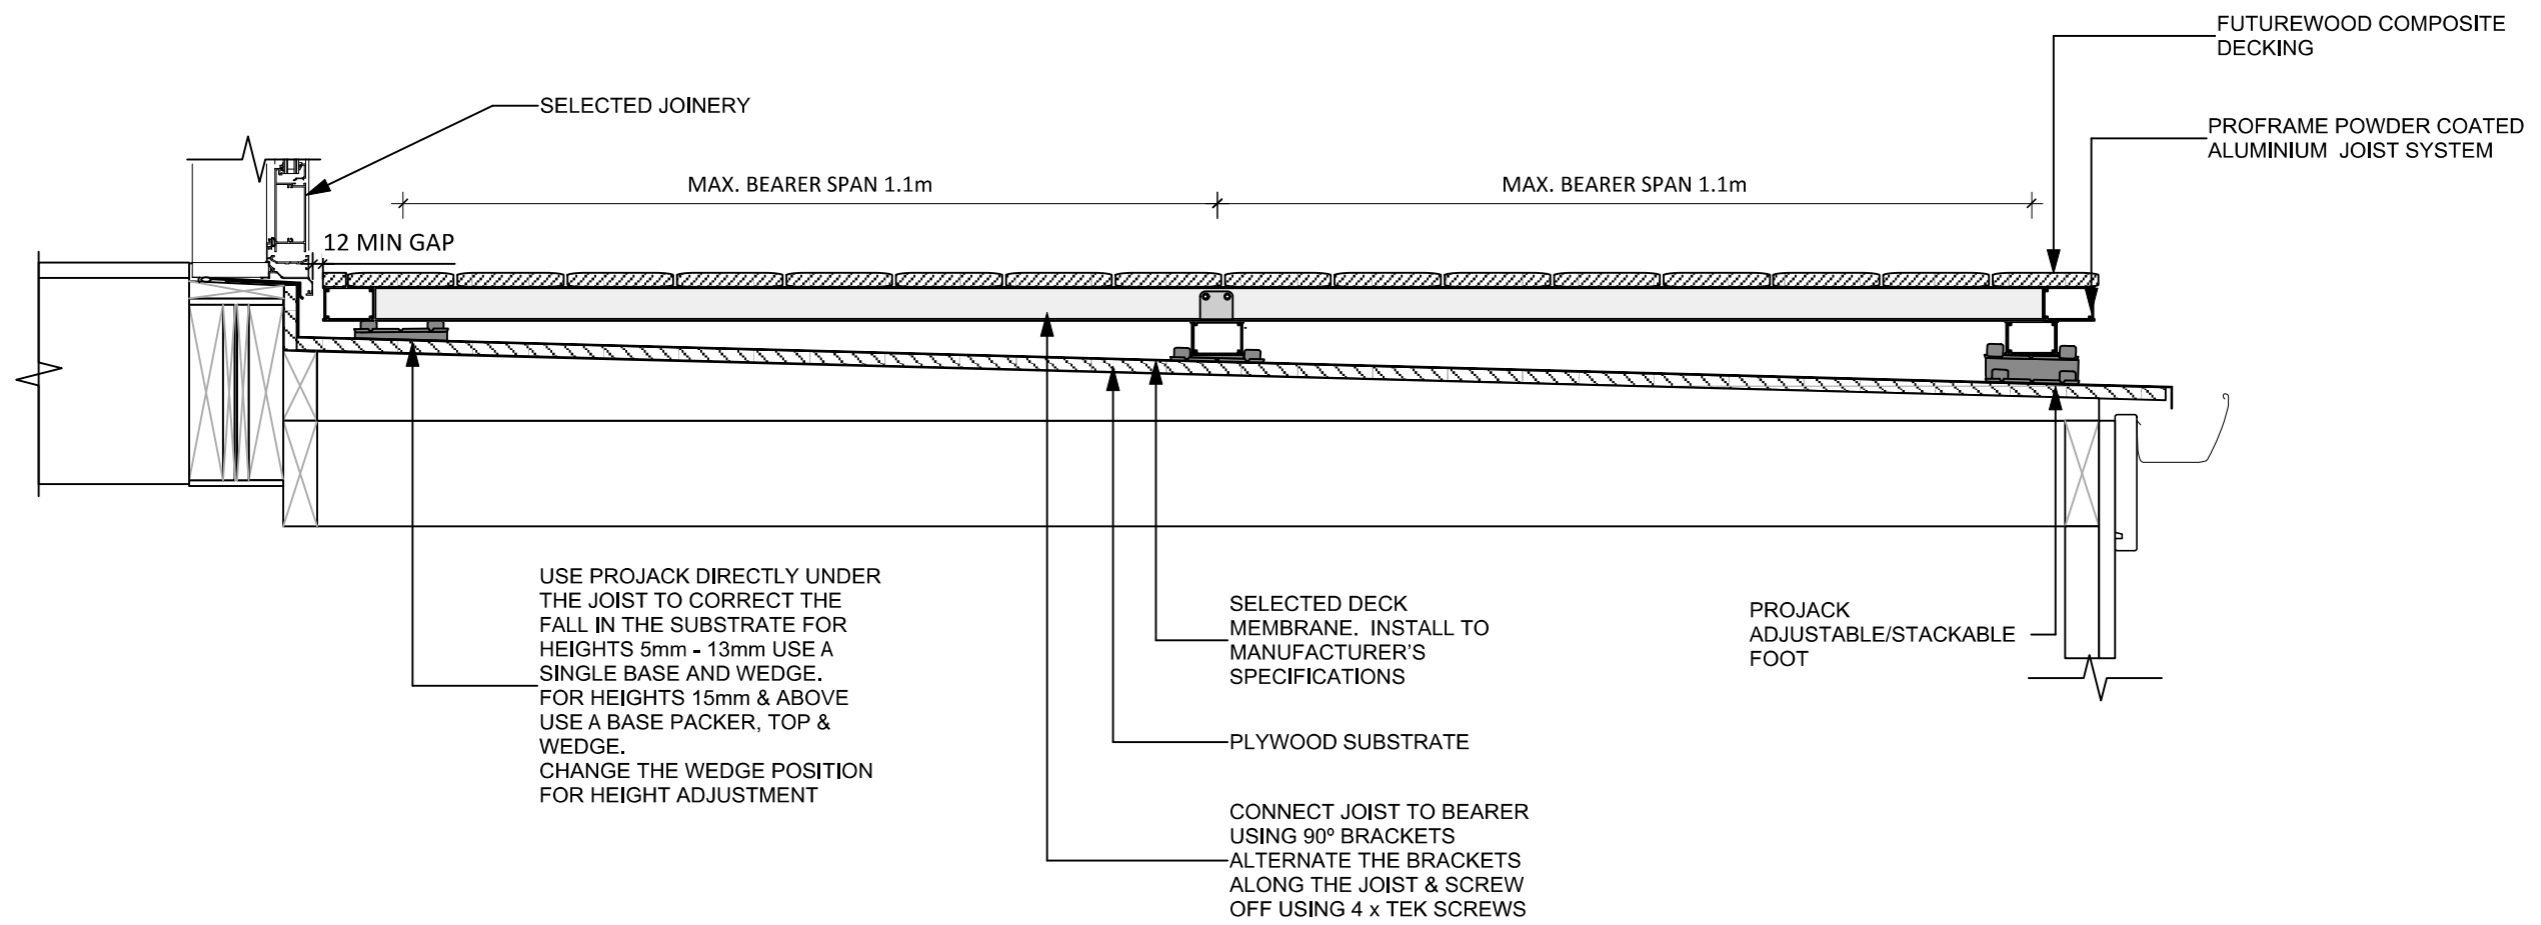 FUTUREWOOD COMPOSITE
DECKING
SELECTED JOINERY
PROFRAME POWDER COATED
ALUMINIUM JOIST SYSTEM
MAX. BEARER SPAN 1.1m
MAX. BEARER SPAN 1.1m
12 MIN GAP
USE PROJACK DIRECTLY UNDER
THE JOIST TO CORRECT THE
FALL IN THE SUBSTRATE FOR
HEIGHTS 5mm - 13mm USE A
SINGLE BASE AND WEDGE.
FOR HEIGHTS 15mm & ABOVE
USE A BASE PACKER, TOP &
WEDGE.
CHANGE THE WEDGE POSITION
FOR HEIGHT ADJUSTMENT
SELECTED DECK
MEMBRANE. INSTALL TO
MANUFACTURER'S
SPECIFICATIONS
PROJACK
ADJUSTABLE/STACKABLE
FOOT
PLYWOOD SUBSTRATE
CONNECT JOIST TO BEARER
USING 90º BRACKETS
ALTERNATE THE BRACKETS
ALONG THE JOIST & SCREW
OFF USING 4 x TEK SCREWS